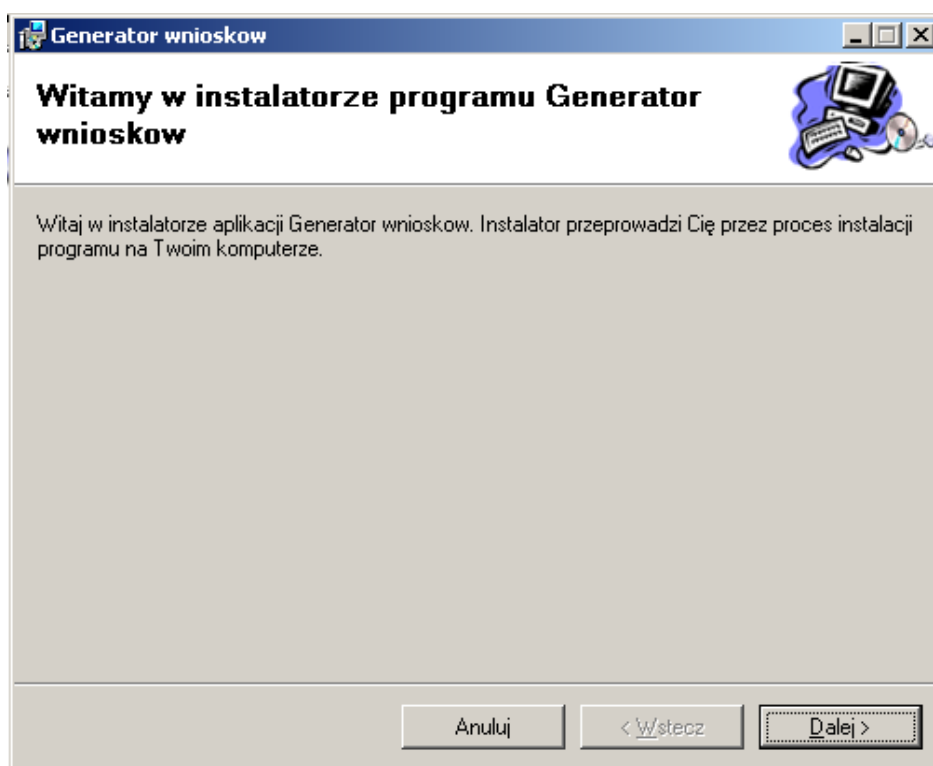 Generator wnioskow
Witamy w instalatorze programu Generator
wnioskow
Witaj w instalatorze aplikacji Generator wnioskow. Instalator przeprowadzi Cię przez proces instalacji
programu na Twoim komputerze.
Anuluj
< Wstecz
Dalej >